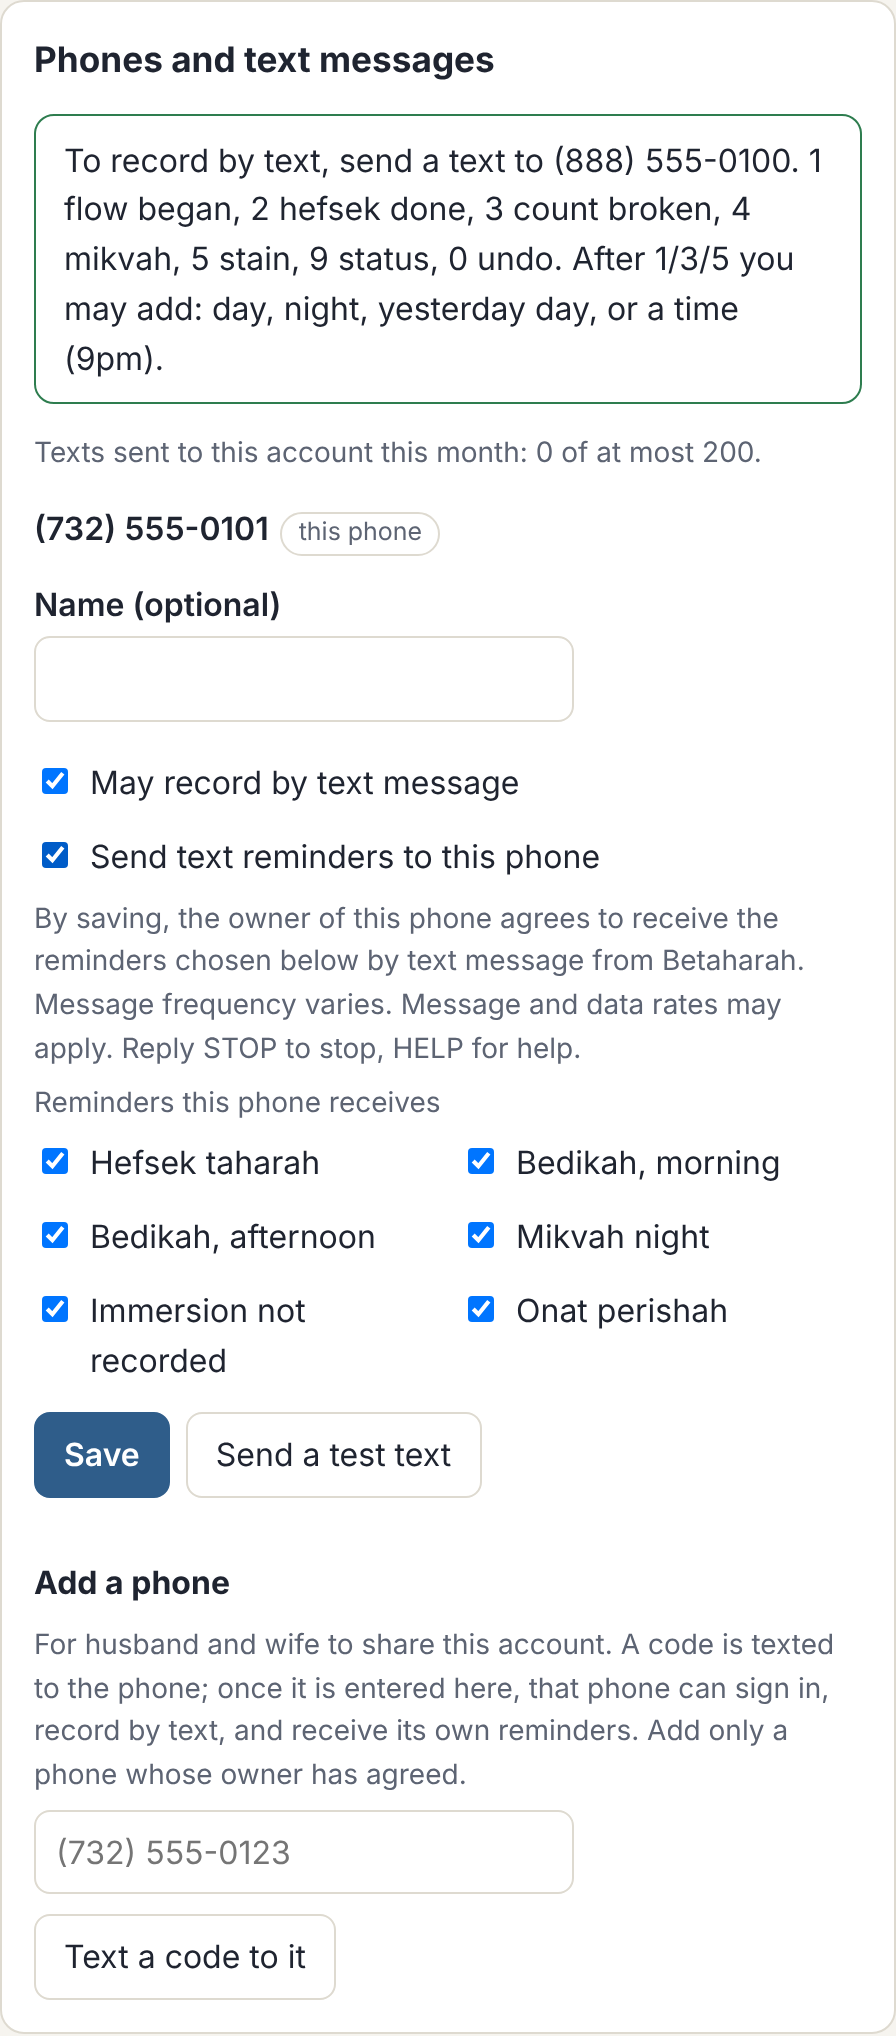 Phones and text messages
To record by text, send a text to (888) 555-0100. 1
flow began, 2 hefsek done, 3 count broken, 4
mikvah, 5 stain, 9 status, 0 undo. After 1/3/5 you
may add: day, night, yesterday day, or a time
(9pm).
Texts sent to this account this month: 0 of at most 200.
(732) 555-0101 this phone
Name (optional)
May record by text message
Send text reminders to this phone
By saving, the owner of this phone agrees to receive the
reminders chosen below by text message from Betaharah.
Message frequency varies. Message and data rates may
apply. Reply STOP to stop, HELP for help.
Reminders this phone receives
Hefsek taharah
Bedikah, morning
Bedikah, afternoon
Mikvah night
Immersion not
recorded
Onat perishah
Save
Send a test text
Add a phone
For husband and wife to share this account. A code is texted
to the phone; once it is entered here, that phone can sign in,
record by text, and receive its own reminders. Add only a
phone whose owner has agreed.
(732) 555-0123
Text a code to it